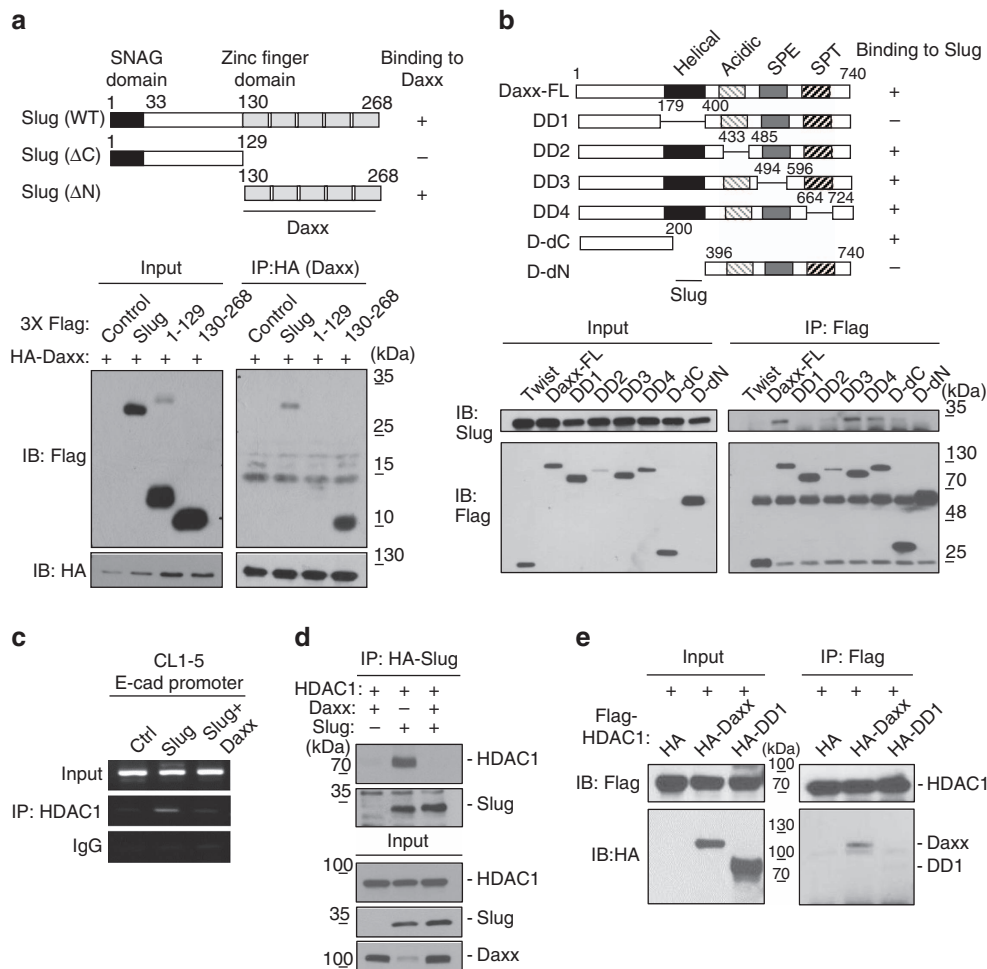 a
SNAG domain
Zinc finger domain
Binding to Daxx
1 33 130 268
Slug (WT) +
129
Slug (ΔC) −
130 268
Slug (ΔN) +
Daxx
Input
IP:HA (Daxx)
3X Flag: Control Slug 1-129 130-268 Control Slug 1-129 130-268
HA-Daxx: + + + + + + + + (kDa)
IB: Flag
35
25
15
10
130
IB: HA
b
Helical Acidic SPE SPT
Binding to Slug
1 740
Daxx-FL +
179 400
DD1 −
433 485
DD2 +
494 596
DD3 +
664 724
DD4 +
200
D-dC +
396 740
D-dN −
Slug
Input
IP: Flag
Twist Daxx-FL DD1 DD2 DD3 DD4 D-dC D-dN Twist Daxx-FL DD1 DD2 DD3 DD4 D-dC D-dN
(kDa)
IB: Slug
35
IB: Flag
130
70
48
25
c
CL1-5
E-cad promoter
Ctrl Slug Slug+ Daxx
Input
IP: HDAC1
IgG
d
IP: HA-Slug
HDAC1: + + +
Daxx: + − +
Slug: − + +
(kDa)
70 - HDAC1
35 - Slug
Input
100 - HDAC1
35 - Slug
100 - Daxx
e
Input
IP: Flag
Flag-HDAC1: + + + + + +
HA HA-Daxx HA-DD1 (kDa) HA HA-Daxx HA-DD1
IB: Flag
100
70
- HDAC1
IB:HA
130
100
70
- Daxx
- DD1